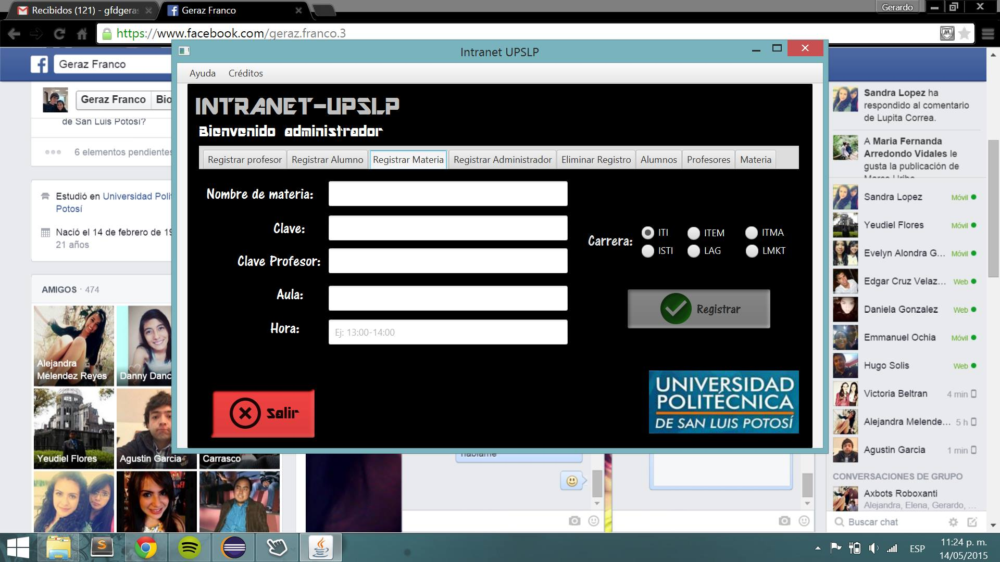 Recibidos (121) - gfdgeras
Geraz Franco
Gerardo
https://www.facebook.com/geraz.franco.3
Geraz Franco
Geraz Franco
Bio
de San Luis Potosí?
6 elementos pendientes
Estudió en Universidad Poli
Potosí
Nació el 14 de febrero de 19
21 años
AMIGOS · 474
Alejandra
Melendez Reyes
Danny Danc
Yeudiel Flores
Agustin Garcia
Carrasco
Intranet UPSLP
Ayuda
Créditos
INTRANET-UPSLP
Bienvenido administrador
Registrar profesor
Registrar Alumno
Registrar Materia
Registrar Administrador
Eliminar Registro
Alumnos
Profesores
Materia
Nombre de materia:
Clave:
Clave Profesor:
Aula:
Hora:
Ej: 13:00-14:00
Carrera:
ITI
ITEM
ITMA
ISTI
LAG
LMKT
Registrar
Salir
UNIVERSIDAD
POLITÉCNICA
DE SAN LUIS POTOSÍ
hablame
Sandra Lopez ha
respondido al comentario
de Lupita Correa.
A Maria Fernanda
Arredondo Vidales le
gusta la publicación de
Sandra Lopez Móvil
Yeudiel Flores Móvil
Evelyn Alondra G... Móvil
Edgar Cruz Velaz... Web
Daniela Gonzalez Web
Emmanuel Ochia Móvil
Hugo Solis Web
Victoria Beltran 4 min
Alejandra Melende... 5 h
Agustin Garcia 1 min
CONVERSACIONES DE GRUPO
Axbots Roboxanti
Alejandra, Elena, Gerardo, ...
Buscar chat
ESP
11:24 p. m.
14/05/2015